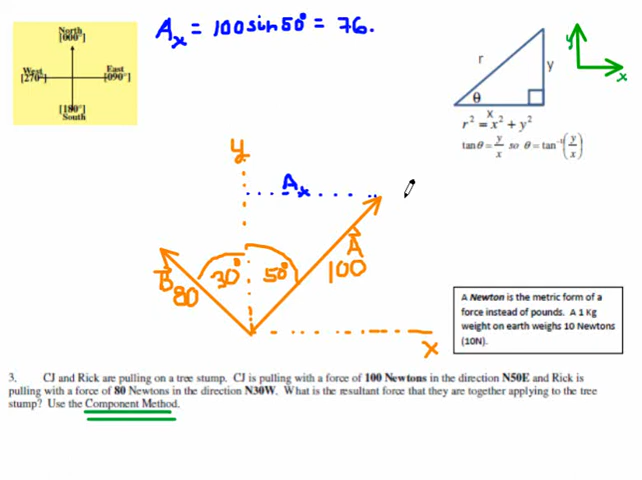 North
[000°]
West
[270°]
East
[090°]
[180°]
South
Aₓ = 100 sin 50° = 76.
r
y
θ
x
r² = x² + y²
tan θ = y/x so θ = tan⁻¹(y/x)
y
x
y
Aₓ
B
80
30°
50°
A
100
x
A Newton is the metric form of a
force instead of pounds. A 1 Kg
weight on earth weighs 10 Newtons
(10N).
3. CJ and Rick are pulling on a tree stump. CJ is pulling with a force of 100 Newtons in the direction N50E and Rick is
pulling with a force of 80 Newtons in the direction N30W. What is the resultant force that they are together applying to the tree
stump? Use the Component Method.